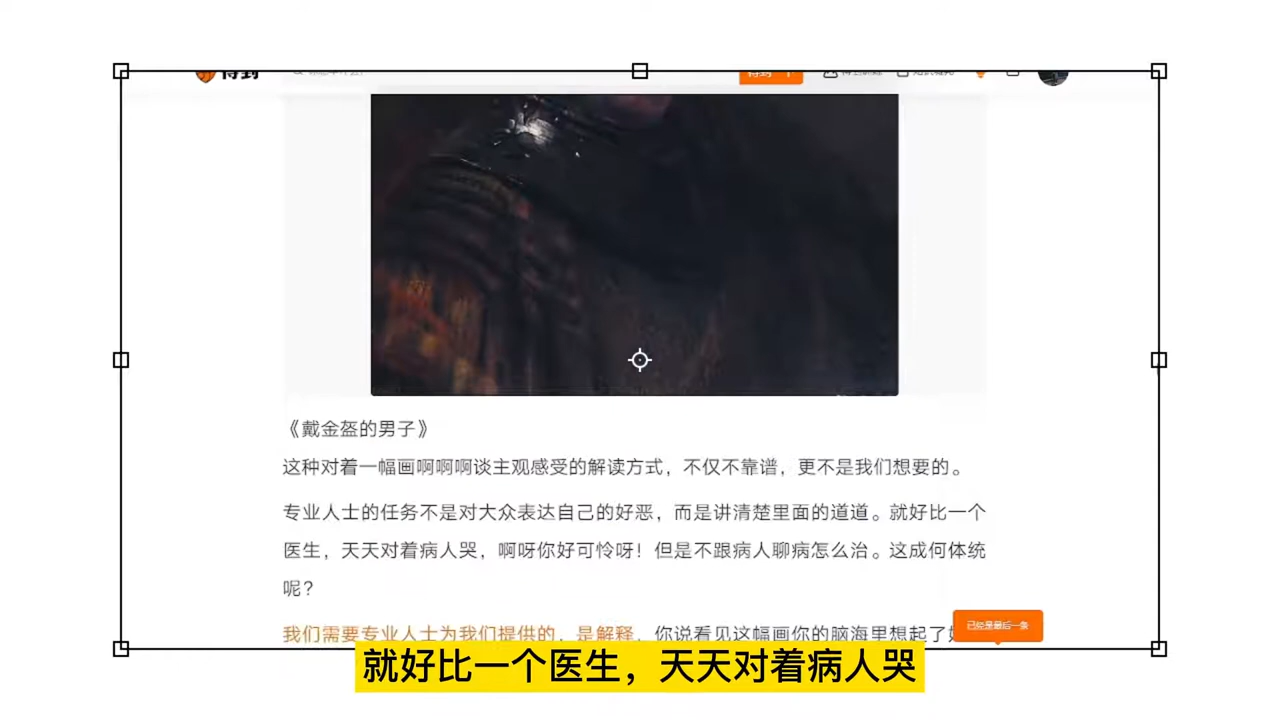 得到
《戴金盔的男子》
这种对着一幅画啊啊啊谈主观感受的解读方式，不仅不靠谱，更不是我们想要的。
专业人士的任务不是对大众表达自己的好恶，而是讲清楚里面的道道。就好比一个
医生，天天对着病人哭，啊呀你好可怜呀！但是不跟病人聊病怎么治。这成何体统
呢？
已经是最后一条
我们需要专业人士为我们提供的，是解释，你说看见这幅画你的脑海里想起了
就好比一个医生，天天对着病人哭